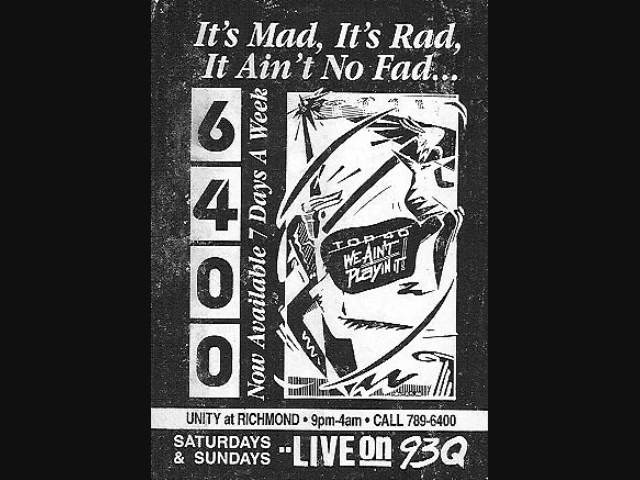 It's Mad, It's Rad,
It Ain't No Fad...
6
4
0
0
Now Available 7 Days A Week
TOP 40
WE AIN'T
PLAYIN IT!
UNITY at RICHMOND • 9pm-4am • CALL 789-6400
SATURDAYS
& SUNDAYS
..LIVE on 93Q